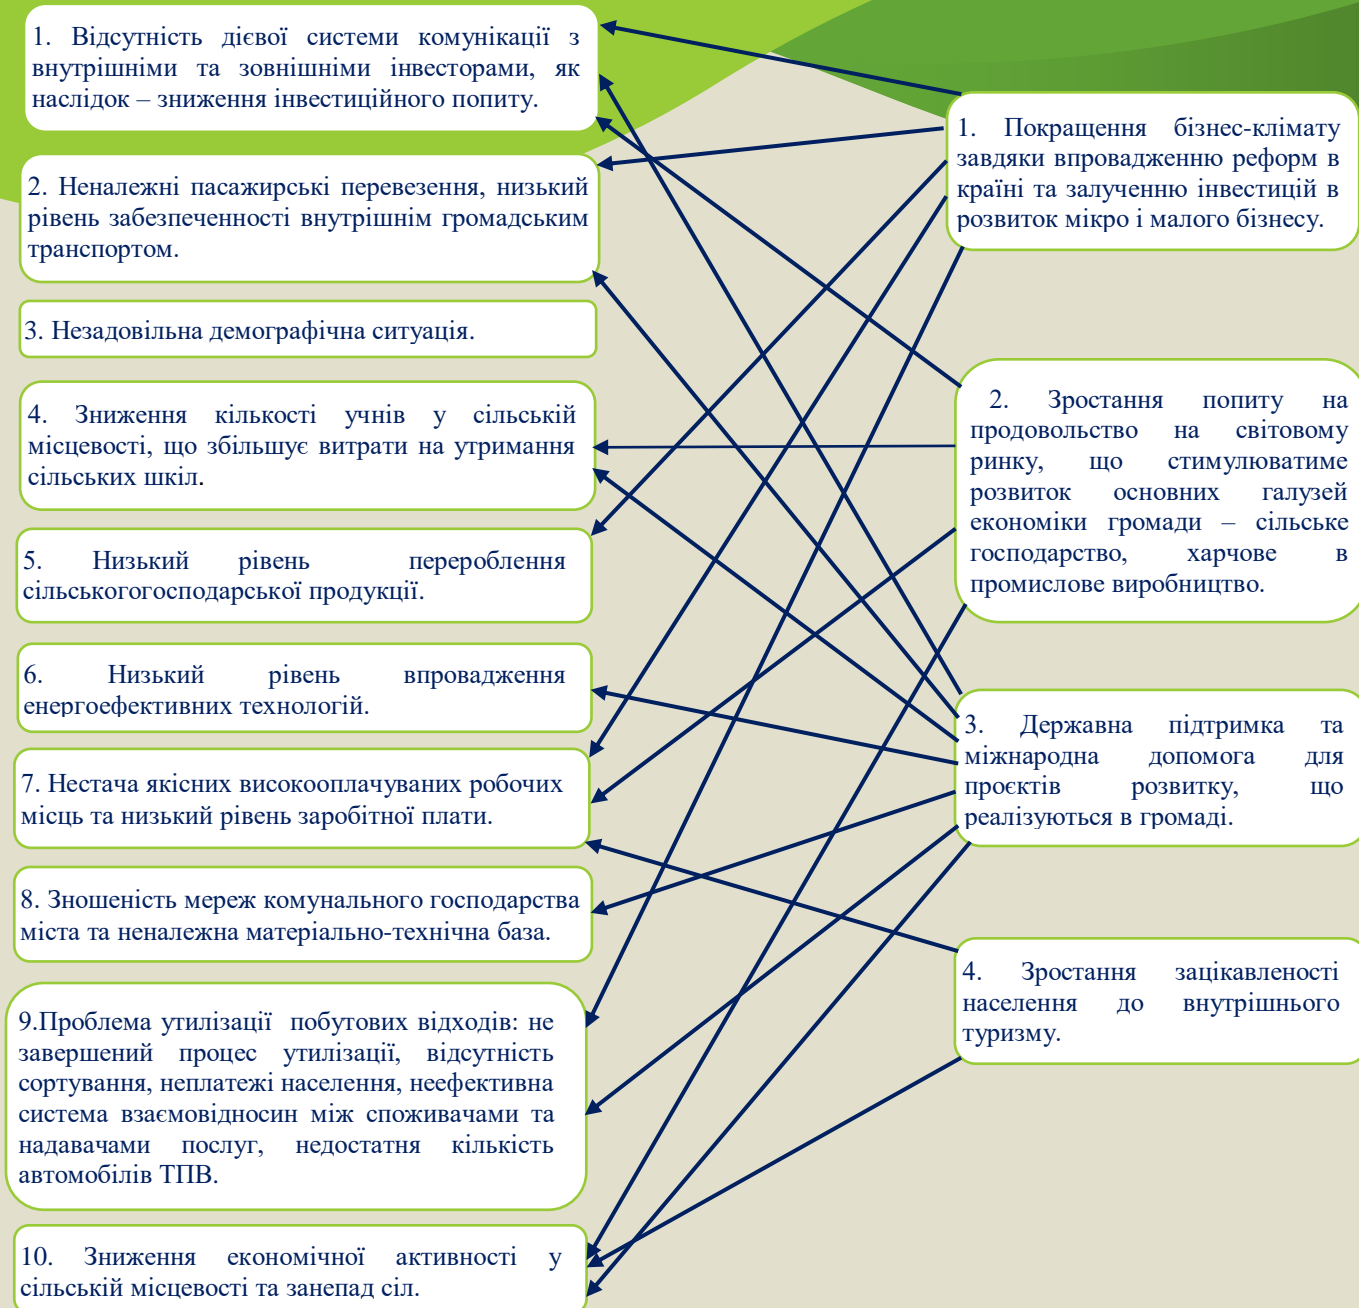 1. Відсутність дієвої системи комунікації з
внутрішніми та зовнішніми інвесторами, як
наслідок – зниження інвестиційного попиту.
2. Неналежні пасажирські перевезення, низький
рівень забезпеченності внутрішнім громадським
транспортом.
3. Незадовільна демографічна ситуація.
4. Зниження кількості учнів у сільській
місцевості, що збільшує витрати на утримання
сільських шкіл.
5. Низький рівень перероблення
сільськогогосподарської продукції.
6. Низький рівень впровадження
енергоефективних технологій.
7. Нестача якісних високооплачуваних робочих
місць та низький рівень заробітної плати.
8. Зношеність мереж комунального господарства
міста та неналежна матеріально-технічна база.
9.Проблема утилізації побутових відходів: не
завершений процес утилізації, відсутність
сортування, неплатежі населення, неефективна
система взаємовідносин між споживачами та
надавачами послуг, недостатня кількість
автомобілів ТПВ.
10. Зниження економічної активності у
сільській місцевості та занепад сіл.
1. Покращення бізнес-клімату
завдяки впровадженню реформ в
країні та залученню інвестицій в
розвиток мікро і малого бізнесу.
2. Зростання попиту на
продовольство на світовому
ринку, що стимулюватиме
розвиток основних галузей
економіки громади – сільське
господарство, харчове в
промислове виробництво.
3. Державна підтримка та
міжнародна допомога для
проєктів розвитку, що
реалізуються в громаді.
4. Зростання зацікавленості
населення до внутрішнього
туризму.